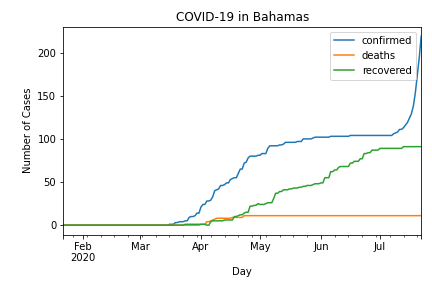 COVID-19 in Bahamas
confirmed
deaths
recovered
200
150
100
50
0
Number of Cases
Feb
2020
Mar
Apr
May
Jun
Jul
Day